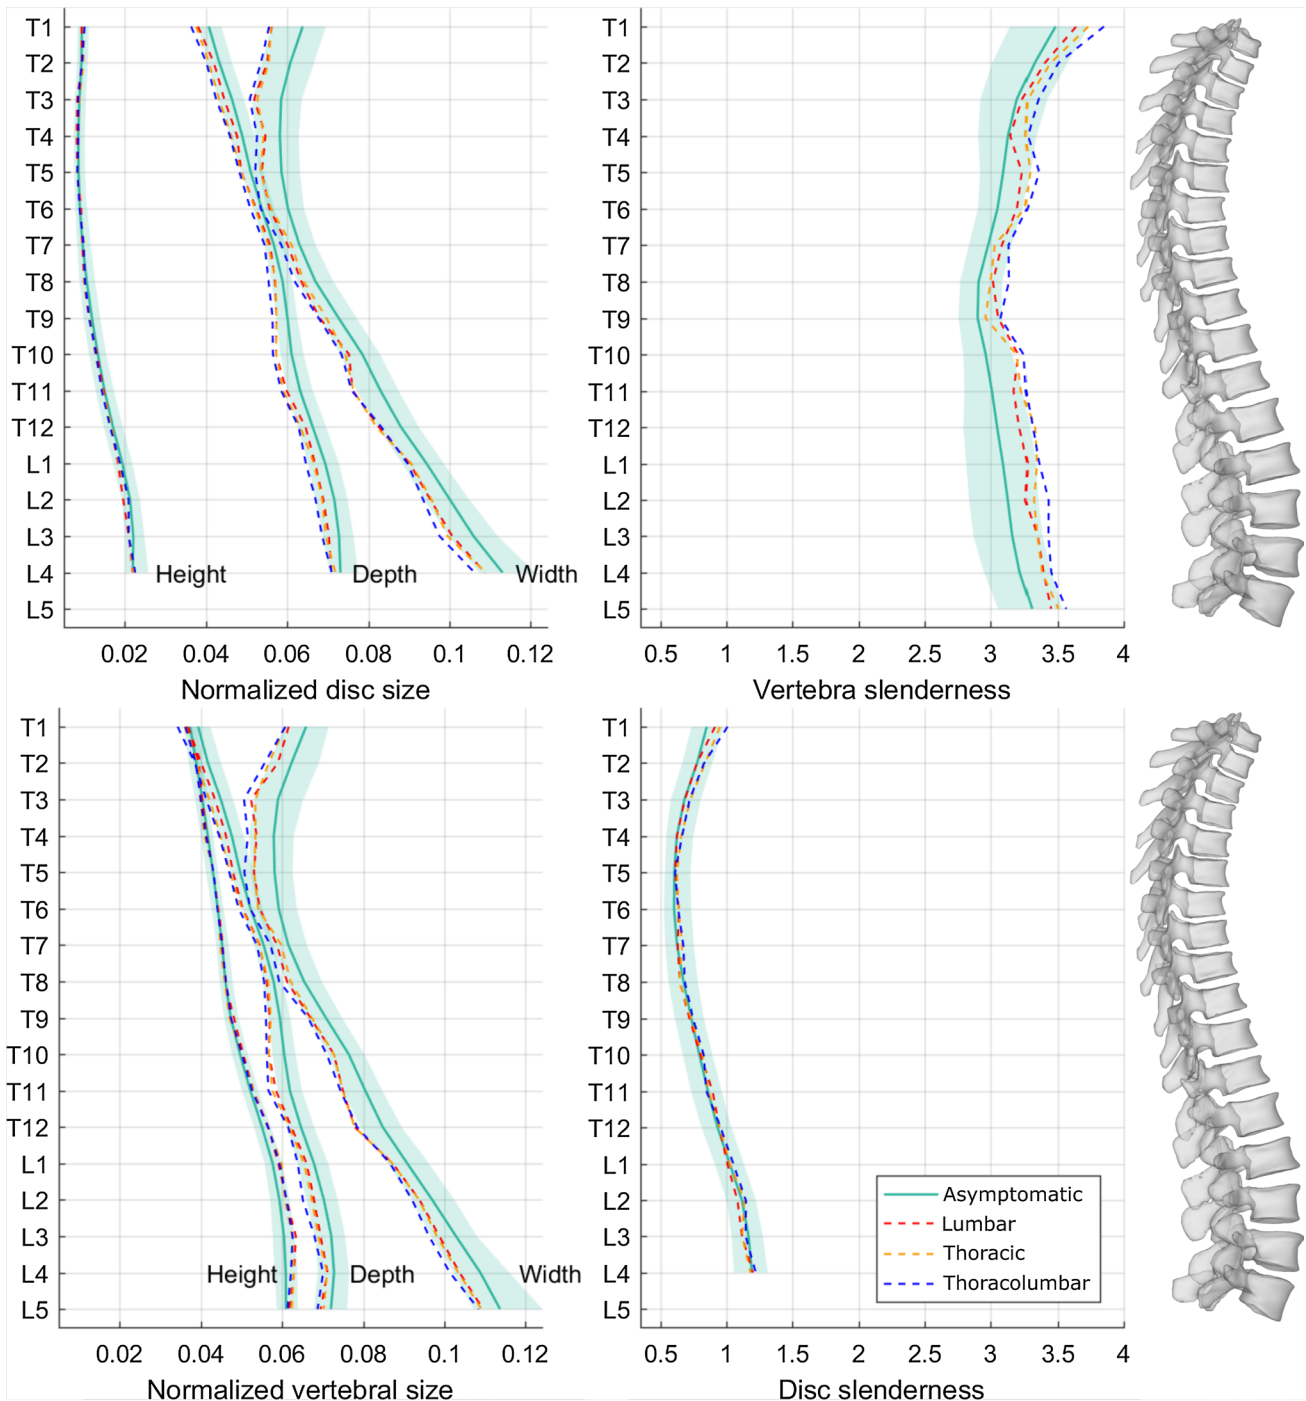 T1
T2
T3
T4
T5
T6
T7
T8
T9
T10
T11
T12
L1
L2
L3
L4
L5
Height
Depth
Width
0.02 0.04 0.06 0.08 0.1 0.12
Normalized disc size
T1
T2
T3
T4
T5
T6
T7
T8
T9
T10
T11
T12
L1
L2
L3
L4
L5
0.5 1 1.5 2 2.5 3 3.5 4
Vertebra slenderness
T1
T2
T3
T4
T5
T6
T7
T8
T9
T10
T11
T12
L1
L2
L3
L4
L5
Height
Depth
Width
0.02 0.04 0.06 0.08 0.1 0.12
Normalized vertebral size
T1
T2
T3
T4
T5
T6
T7
T8
T9
T10
T11
T12
L1
L2
L3
L4
L5
Asymptomatic
Lumbar
Thoracic
Thoracolumbar
0.5 1 1.5 2 2.5 3 3.5 4
Disc slenderness